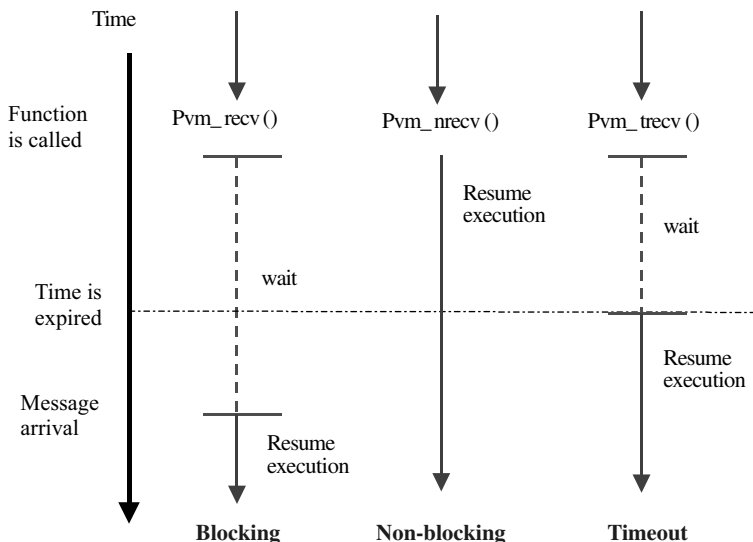 Time
Function
is called
Pvm_recv ()
Pvm_nrecv ()
Pvm_trecv ()
Resume
execution
wait
wait
Time is
expired
Resume
execution
Message
arrival
Resume
execution
Blocking
Non-blocking
Timeout